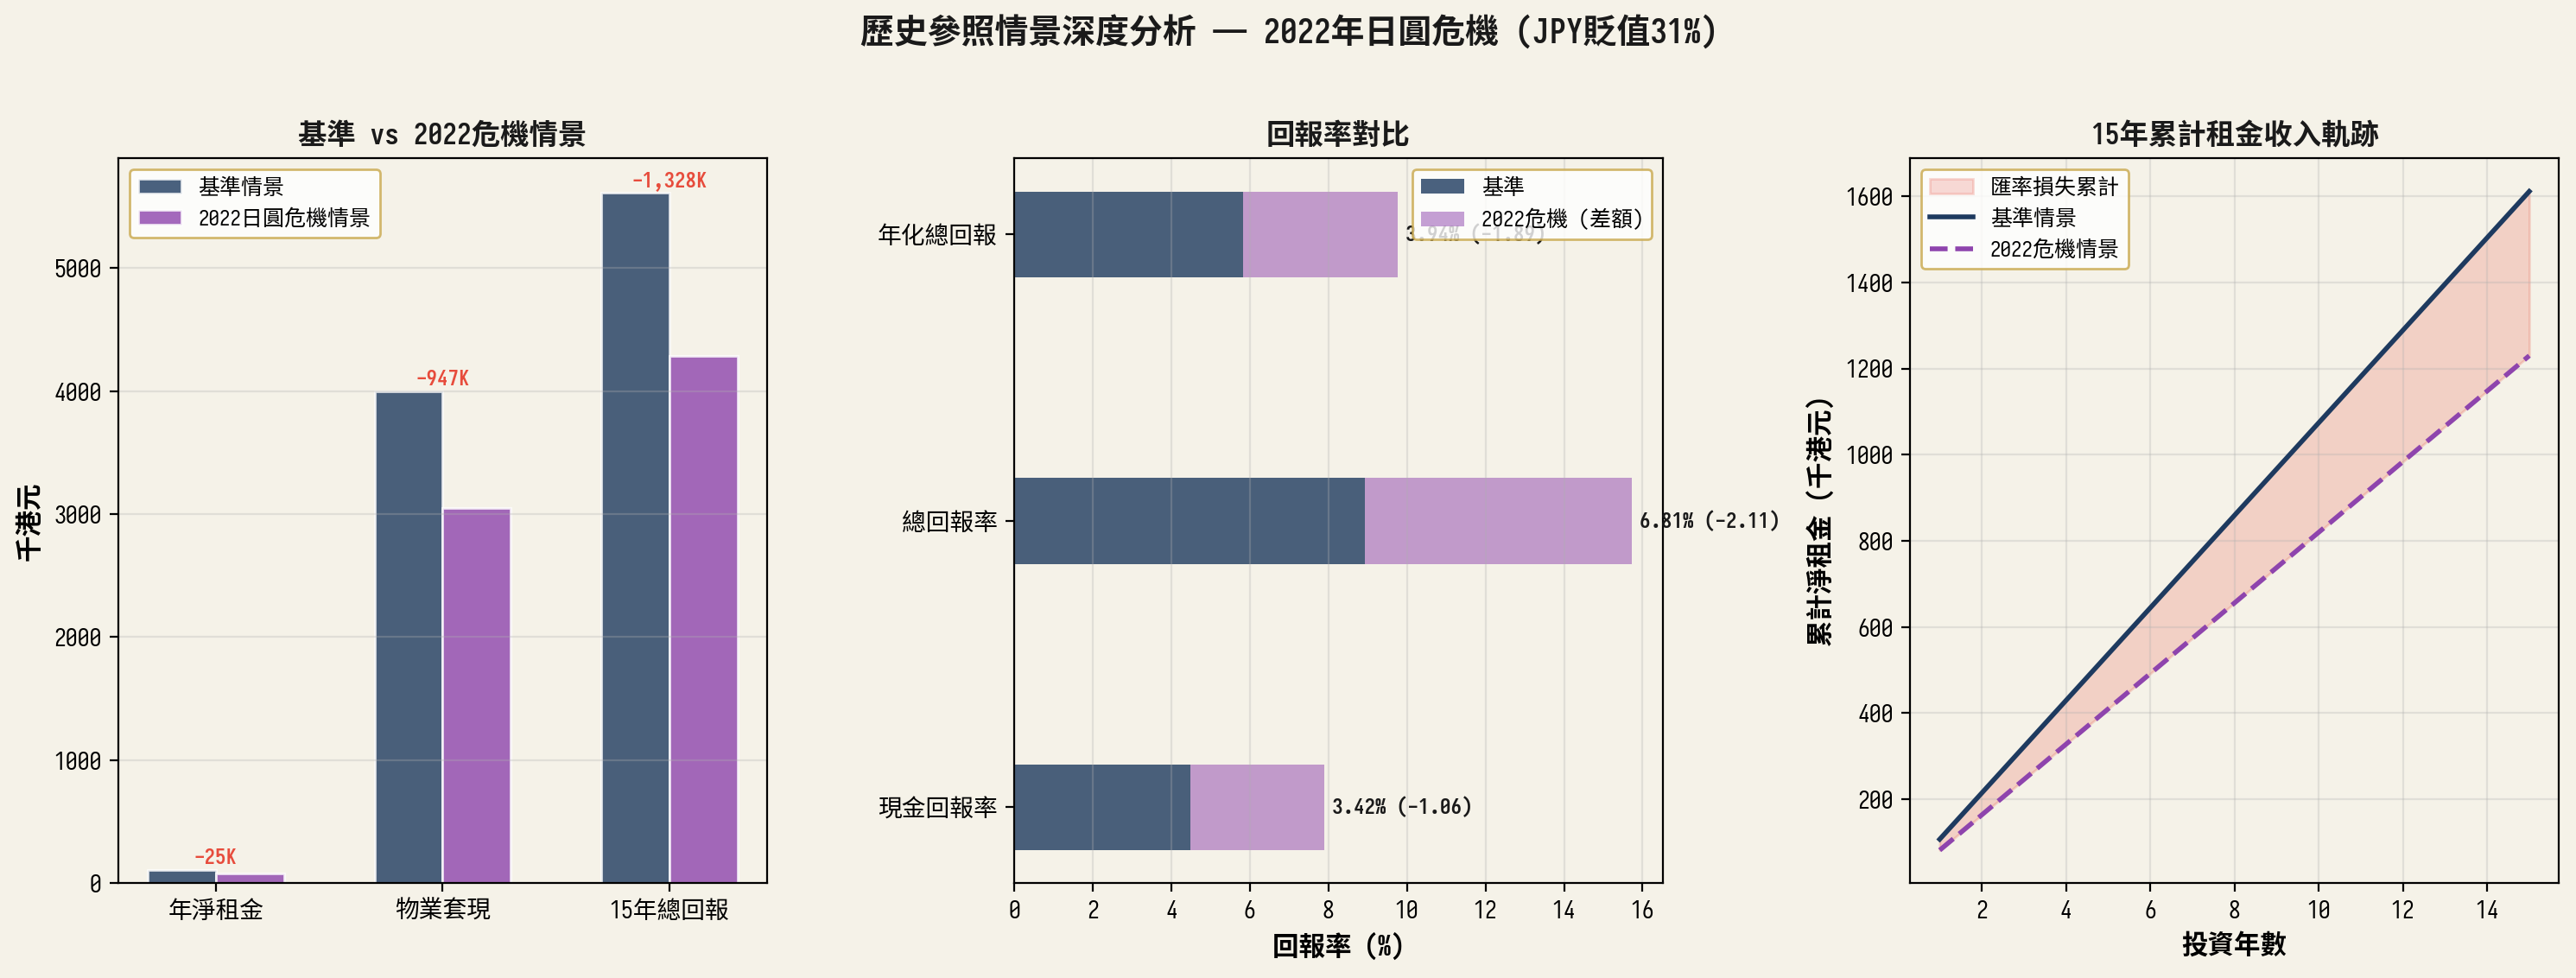 歷史參照情景深度分析 — 2022年日圓危機 (JPY貶值31%)
基準 vs 2022危機情景
基準情景
2022日圓危機情景
-1,328K
-947K
-25K
千港元
5000
4000
3000
2000
1000
0
年淨租金
物業套現
15年總回報
回報率對比
基準
2022危機 (差額)
年化總回報
3.94% (-1.89)
總回報率
6.81% (-2.11)
現金回報率
3.42% (-1.06)
0 2 4 6 8 10 12 14 16
回報率 (%)
15年累計租金收入軌跡
匯率損失累計
基準情景
2022危機情景
累計淨租金 (千港元)
1600
1400
1200
1000
800
600
400
200
2 4 6 8 10 12 14
投資年數